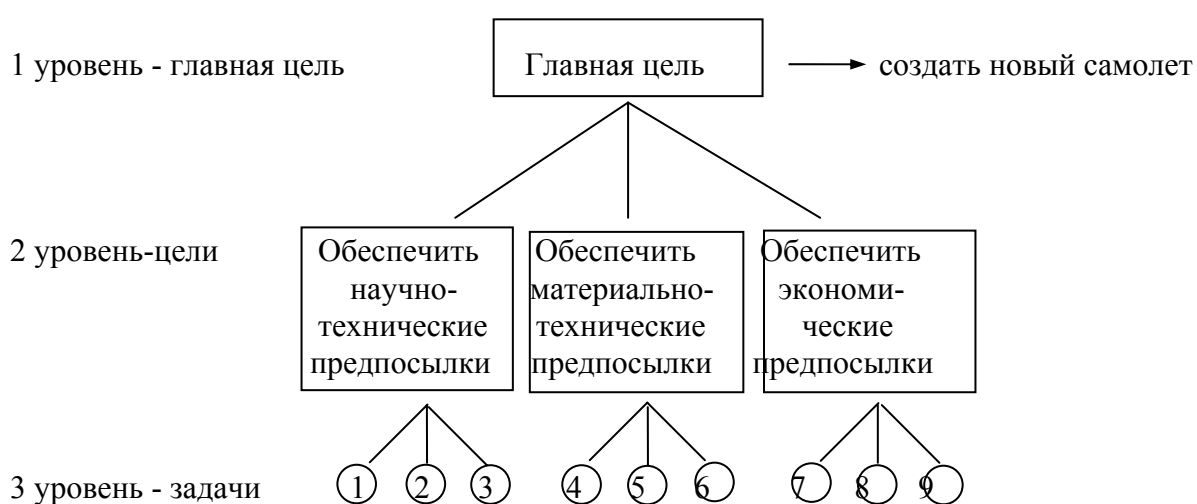 1 уровень - главная цель Главная цель создать новый самолет
2 уровень-цели
Обеспечить
научно-
технические
предпосылки
Обеспечить
материально-
технические
предпосылки
Обеспечить
экономи-
ческие
предпосылки
3 уровень - задачи 1 2 3 4 5 6 7 8 9